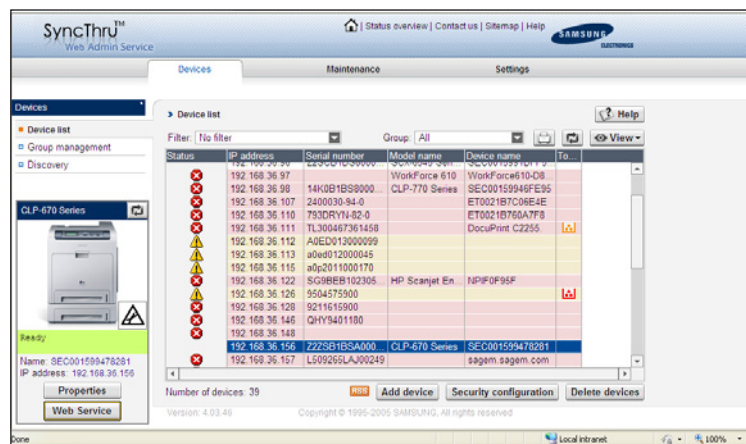 SyncThru™
Web Admin Service
| Status overview | Contact us | Sitemap | Help
SAMSUNG
ELECTRONICS
Devices Maintenance Settings
Devices
Device list
Group management
Discovery
Device list
Help
Filter: No filter Group: All View
Status IP address Serial number Model name Device name To...
192.168.36.97 WorkForce 610 WorkForce610-D8...
192.168.36.98 14K0B1BS8000... CLP-770 Series SEC00159946FE95
192.168.36.107 2400030-94-0 ET0021B7C06E4E
192.168.36.110 793DRYN-82-0 ET0021B760A7F8
192.168.36.111 TL300467361458 DocuPrint C2255
192.168.36.112 A0ED013000099
192.168.36.113 a0ed012000045
192.168.36.115 a0p2011000170
192.168.36.122 SG9BEB102305... HP Scanjet En... NPIF0F95F
192.168.36.126 9504575900
192.168.36.128 9211615900
192.168.36.146 QHY9401180
192.168.36.148
192.168.36.156 Z2ZSB1BSA000... CLP-670 Series SEC001599478281
192.168.36.157 L509265LAJ00249 sagem.sagem.com
CLP-670 Series
Ready
Name: SEC001599478281
IP address: 192.168.36.156
Properties
Web Service
Number of devices: 39 RSS Add device Security configuration Delete devices
Version: 4.03.46 Copyright © 1995-2005 SAMSUNG, All rights reserved
Done Local intranet 100%